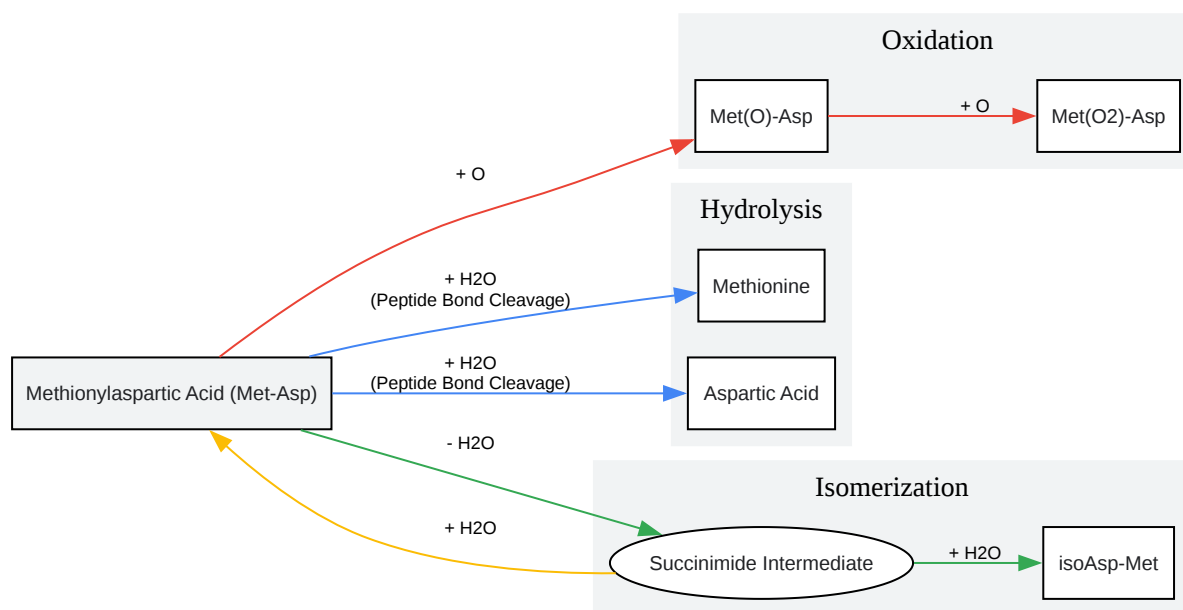 Oxidation
Met(O)-Asp
+ O
Met(O2)-Asp
+ O
Hydrolysis
+ H2O
(Peptide Bond Cleavage)
Methionine
+ H2O
(Peptide Bond Cleavage)
Methionylaspartic Acid (Met-Asp)
Aspartic Acid
- H2O
Isomerization
+ H2O
Succinimide Intermediate
+ H2O
isoAsp-Met